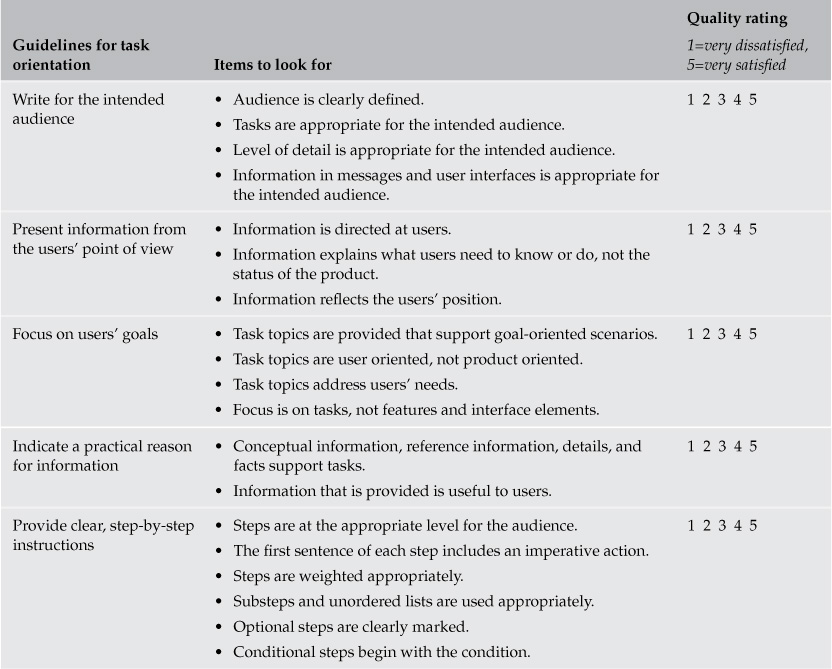 Quality rating
Guidelines for task
orientation
Items to look for
1=very dissatisfied,
5=very satisfied
Write for the intended
audience
• Audience is clearly defined.
• Tasks are appropriate for the intended audience.
• Level of detail is appropriate for the intended audience.
• Information in messages and user interfaces is appropriate for
the intended audience.
1 2 3 4 5
Present information from
the users’ point of view
• Information is directed at users.
• Information explains what users need to know or do, not the
status of the product.
• Information reflects the users’ position.
1 2 3 4 5
Focus on users’ goals
• Task topics are provided that support goal-oriented scenarios.
• Task topics are user oriented, not product oriented.
• Task topics address users’ needs.
• Focus is on tasks, not features and interface elements.
1 2 3 4 5
Indicate a practical reason
for information
• Conceptual information, reference information, details, and
facts support tasks.
• Information that is provided is useful to users.
1 2 3 4 5
Provide clear, step-by-step
instructions
• Steps are at the appropriate level for the audience.
• The first sentence of each step includes an imperative action.
• Steps are weighted appropriately.
• Substeps and unordered lists are used appropriately.
• Optional steps are clearly marked.
• Conditional steps begin with the condition.
1 2 3 4 5